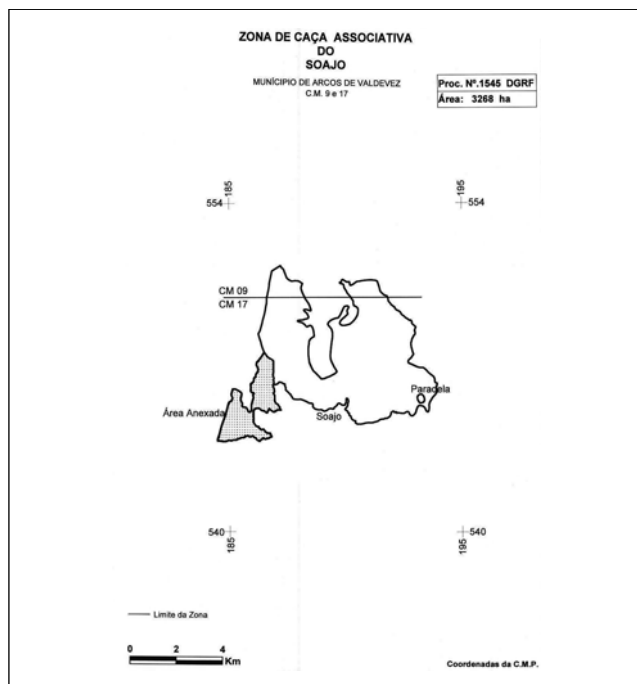 ZONA DE CAÇA ASSOCIATIVA
DO
SOAJO
MUNÍCIPIO DE ARCOS DE VALDEVEZ
C.M. 9 e 17
Proc. Nº.1545 DGRF
Área: 3268 ha
185
554
195
554
CM 09
CM 17
Paradela
Área Anexada
Soajo
540
185
540
195
Limite da Zona
0 2 4
Km
Coordenadas da C.M.P.